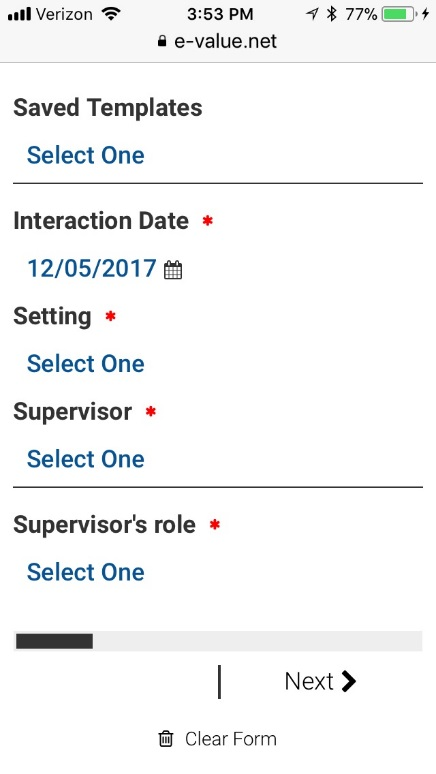 Verizon 3:53 PM 77%
e-value.net
Saved Templates
Select One
Interaction Date *
12/05/2017
Setting *
Select One
Supervisor *
Select One
Supervisor's role *
Select One
Next
Clear Form